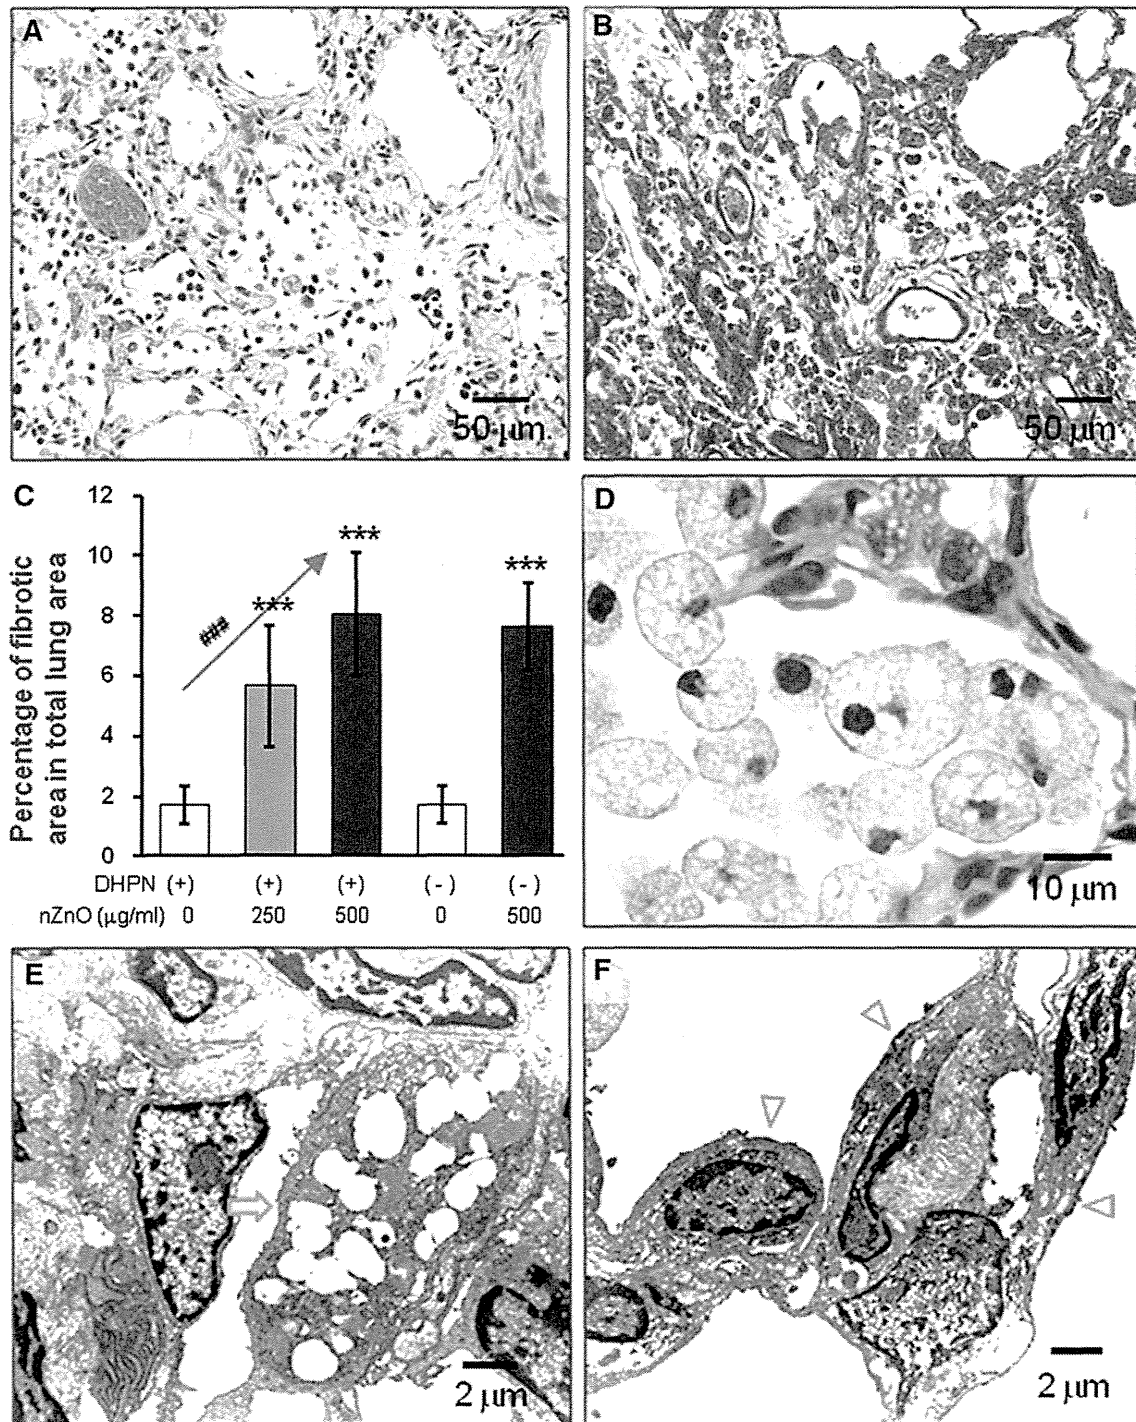 A
50 μm
B
50 μm
C
Percentage of fibrotic
area in total lung area
12
10
8
6
4
2
0
***
***
***
###
DHPN (+) (+) (+) (-) (-)
nZnO (μg/ml) 0 250 500 0 500
D
10 μm
E
2 μm
F
2 μm